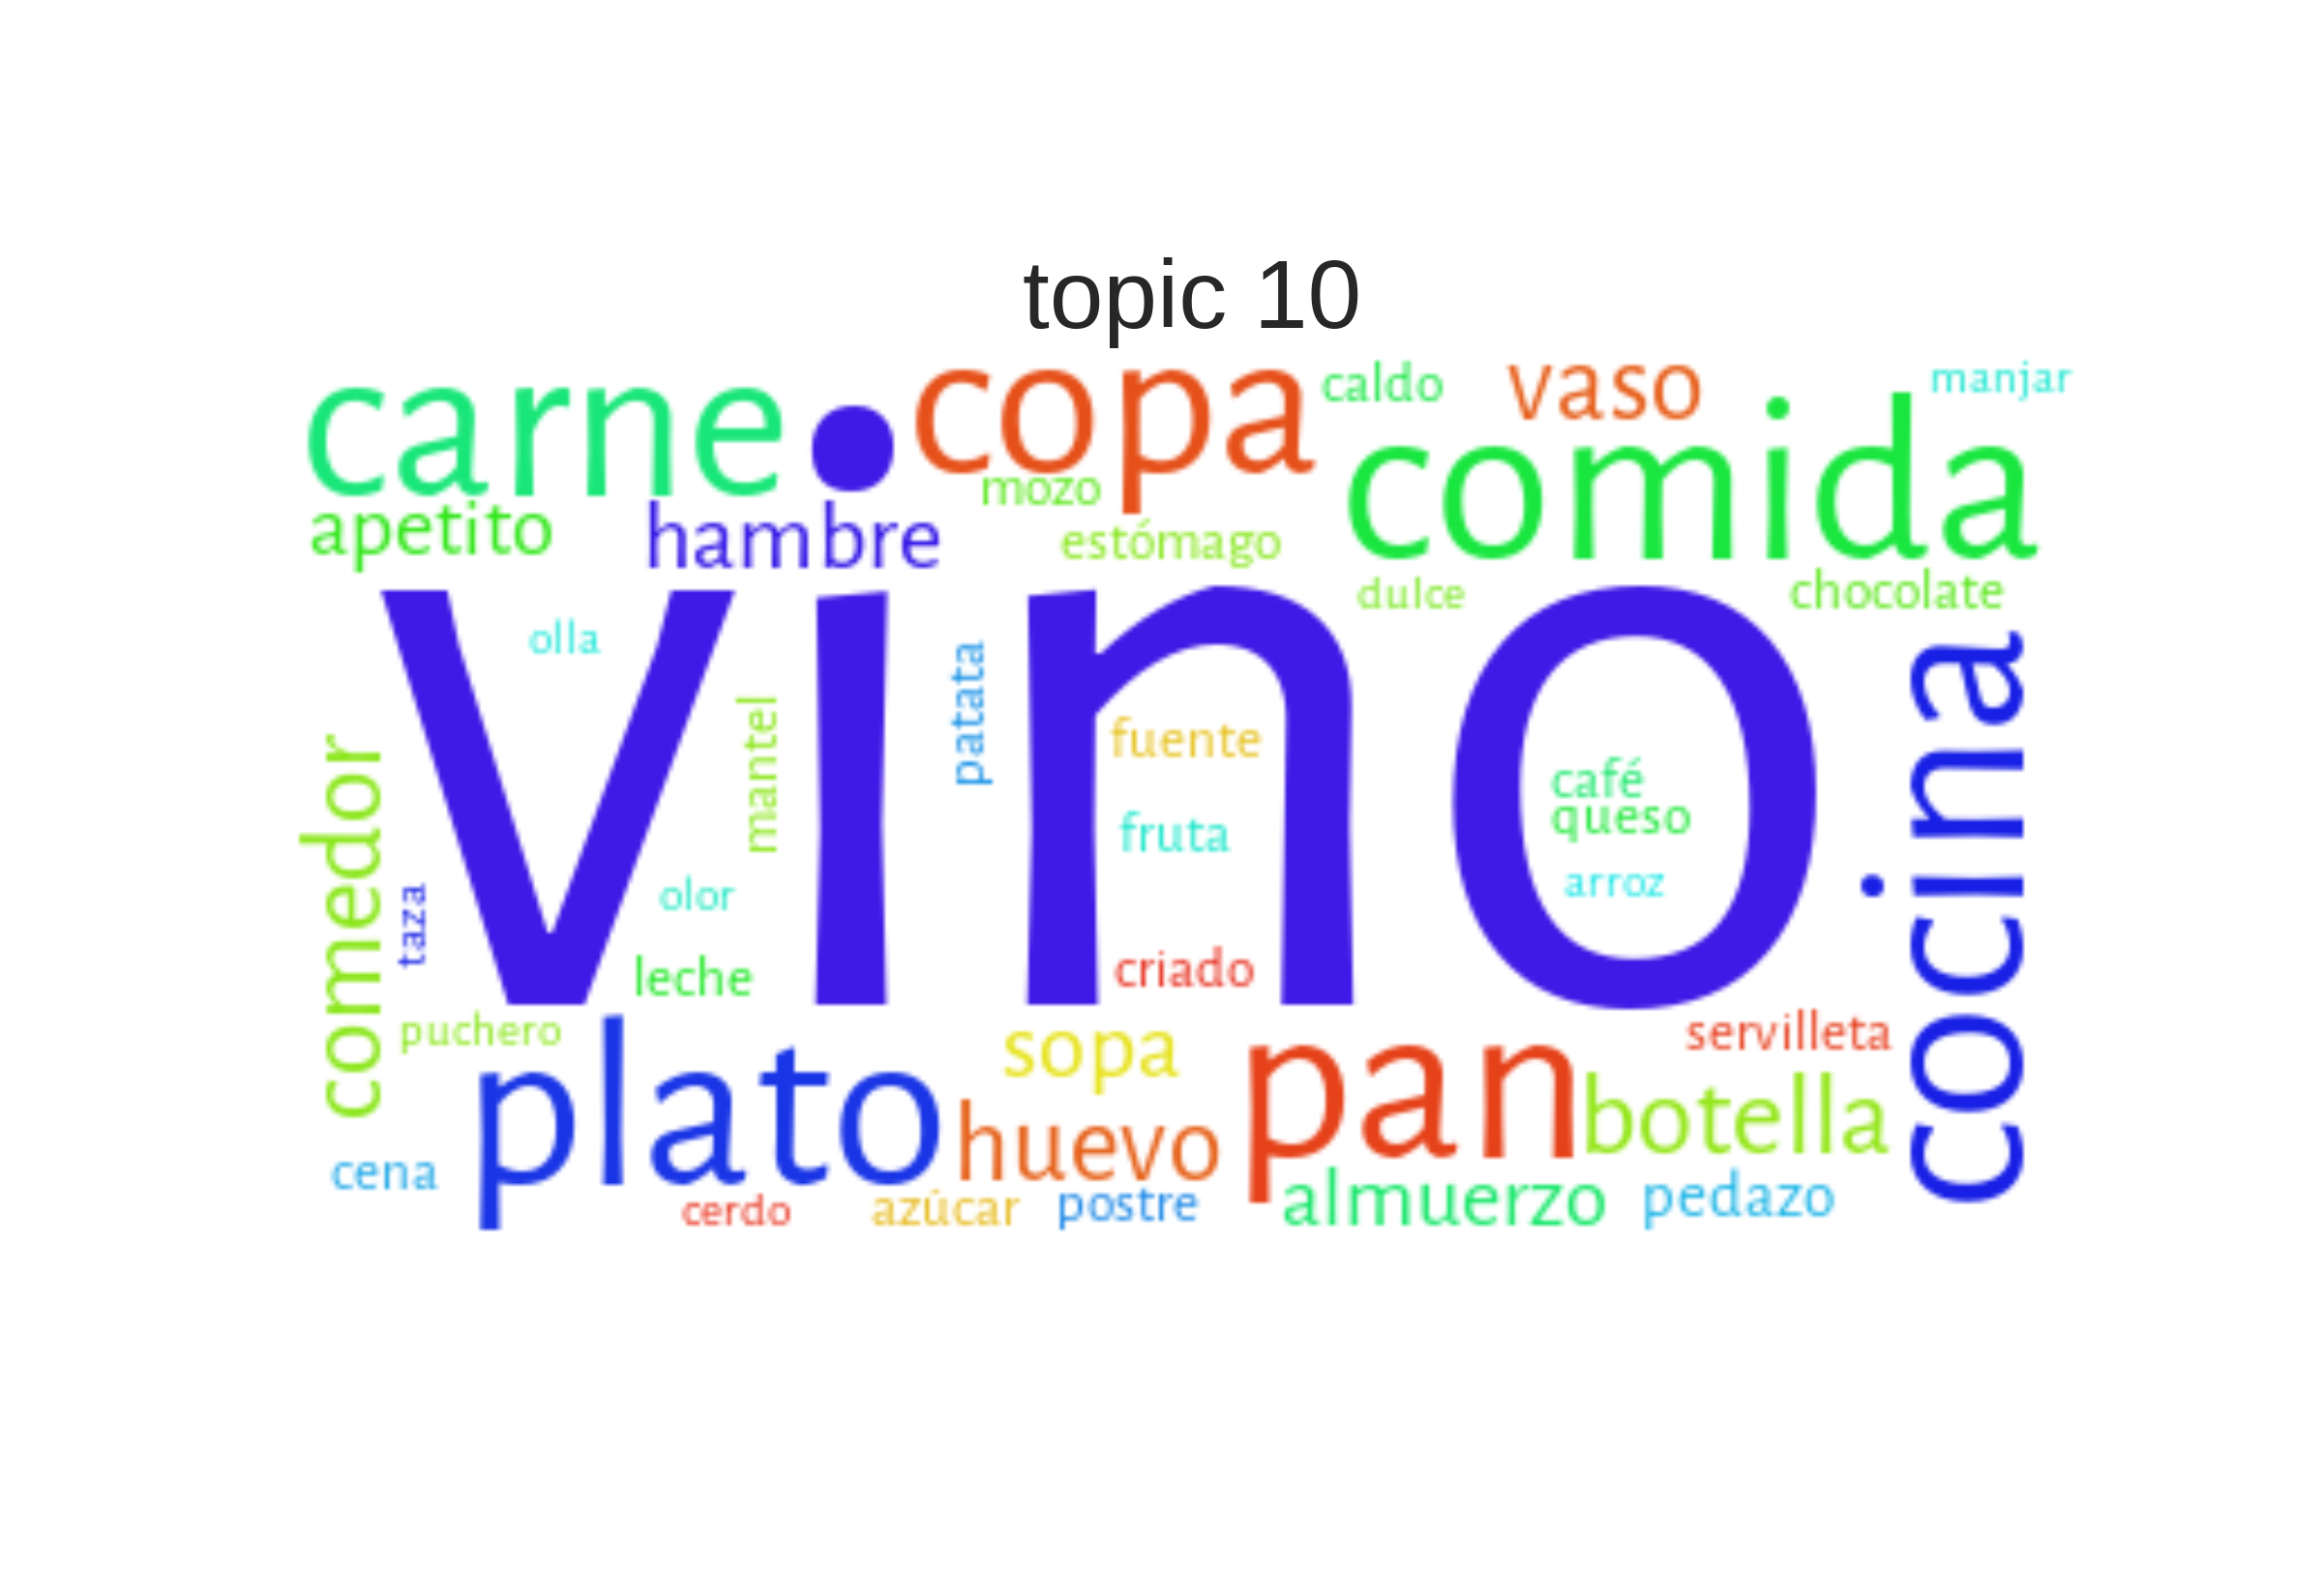 topic 10
carne
copa
caldo
vaso
manjar
comida
mozo
apetito
hambre
estómago
dulce
chocolate
vino
olla
patata
mantel
fuente
café
queso
fruta
arroz
olor
criado
leche
taza
comedor
cocina
puchero
plato
sopa
pan
servilleta
botella
huevo
cena
cerdo
azúcar
postre
almuerzo
pedazo